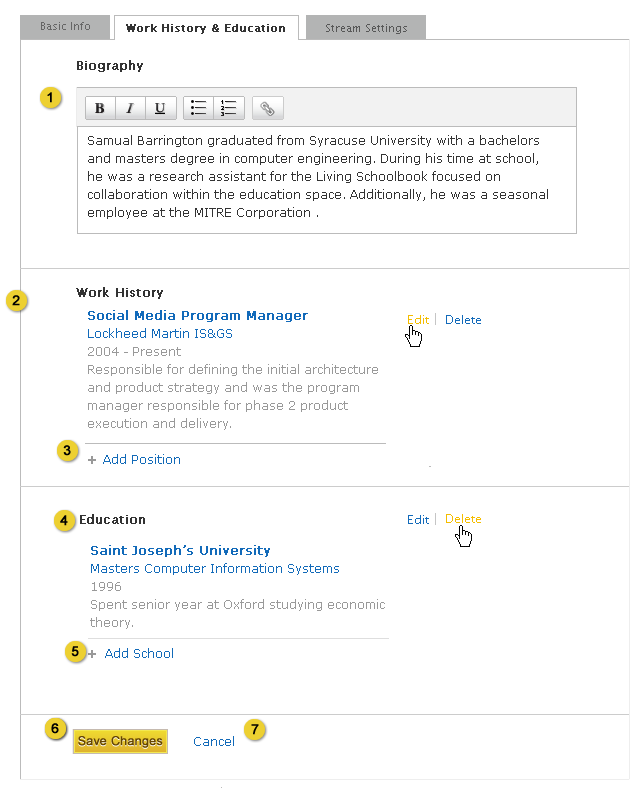 Basic Info
Work History & Education
Stream Settings
Biography
1
B I U
1 2 3
Samual Barrington graduated from Syracuse University with a bachelors
and masters degree in computer engineering. During his time at school,
he was a research assistant for the Living Schoolbook focused on
collaboration within the education space. Additionally, he was a seasonal
employee at the MITRE Corporation .
2
Work History
Social Media Program Manager
Edit | Delete
Lockheed Martin IS&GS
2004 - Present
Responsible for defining the initial architecture
and product strategy and was the program
manager responsible for phase 2 product
execution and delivery.
3
+ Add Position
4
Education
Edit | Delete
Saint Joseph's University
Masters Computer Information Systems
1996
Spent senior year at Oxford studying economic
theory.
5
+ Add School
6
Save Changes
Cancel
7